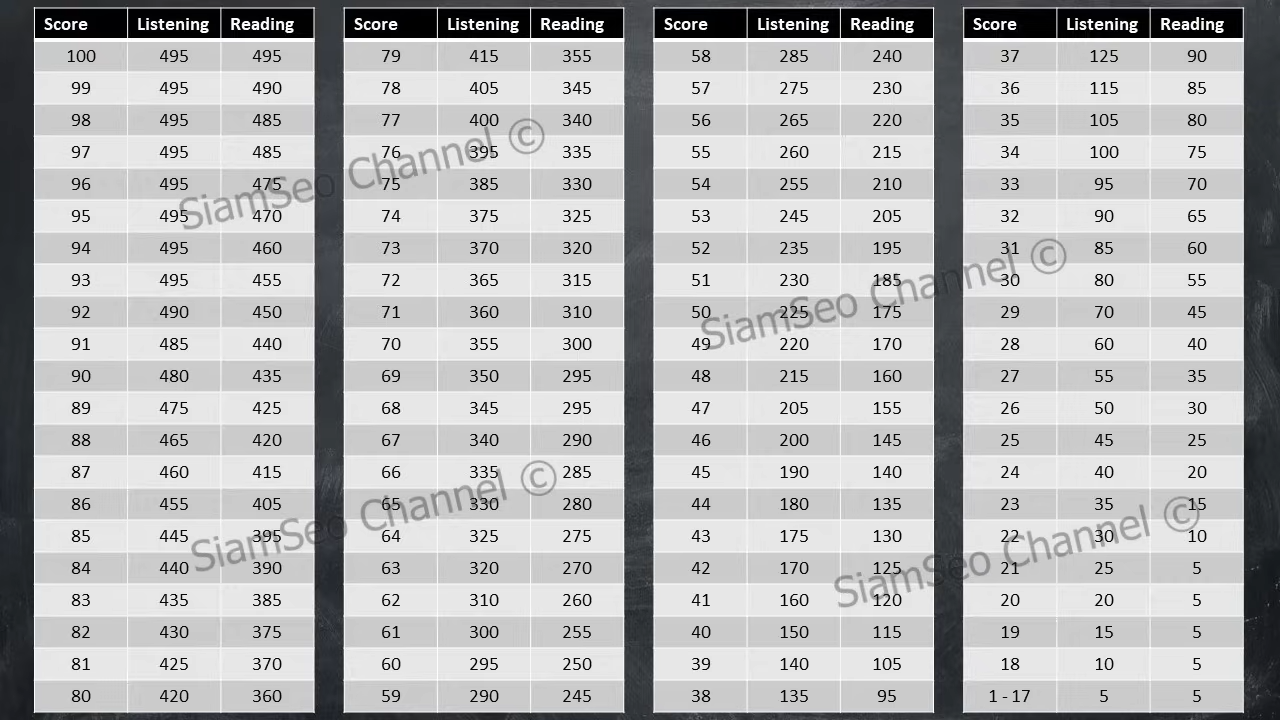 Score Listening Reading
100 495 495
99 495 490
98 495 485
97 495 485
96 495 475
95 495 470
94 495 460
93 495 455
92 490 450
91 485 440
90 480 435
89 475 425
88 465 420
87 460 415
86 455 405
85 445 395
84 440 390
83 435 385
82 430 375
81 425 370
80 420 360
Score Listening Reading
79 415 355
78 405 345
77 400 340
76 395 335
75 385 330
74 375 325
73 370 320
72 365 315
71 360 310
70 355 300
69 350 295
68 345 295
67 340 290
66 335 285
65 330 280
64 325 275
63 320 270
62 310 260
61 300 255
60 295 250
59 290 245
Score Listening Reading
58 285 240
57 275 230
56 265 220
55 260 215
54 255 210
53 245 205
52 235 195
51 230 185
50 225 175
49 220 170
48 215 160
47 205 155
46 200 145
45 190 140
44 180 135
43 175 130
42 170 125
41 160 120
40 150 115
39 140 105
38 135 95
Score Listening Reading
37 125 90
36 115 85
35 105 80
34 100 75
33 95 70
32 90 65
31 85 60
30 80 55
29 70 45
28 60 40
27 55 35
26 50 30
25 45 25
24 40 20
23 35 15
22 30 10
21 25 5
20 20 5
19 15 5
18 10 5
1 - 17 5 5
SiamSeo Channel ©
SiamSeo Channel ©
SiamSeo Channel ©
SiamSeo Channel ©